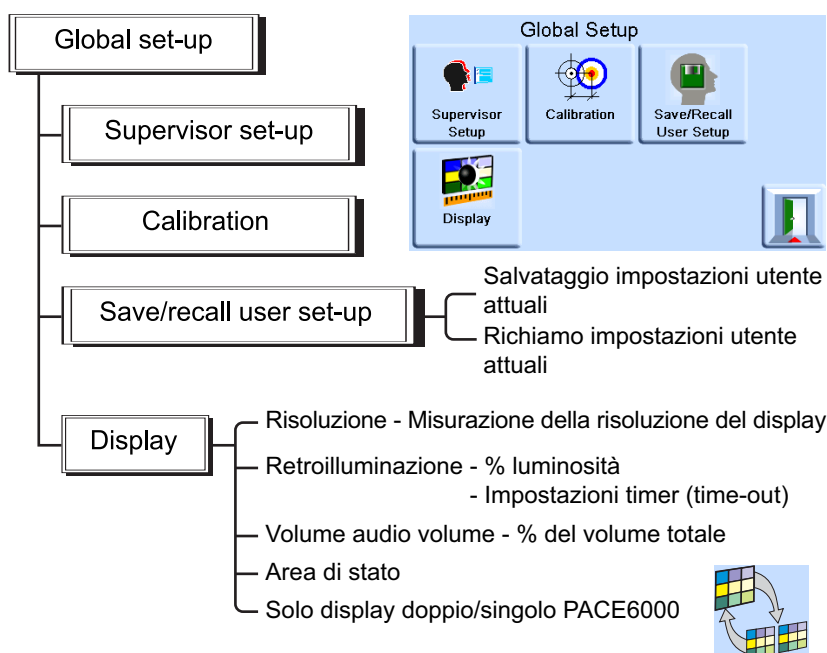 Global set-up
Global Setup
Supervisor
Setup
Calibration
Save/Recall
User Setup
Display
Supervisor set-up
Calibration
Save/recall user set-up
Salvataggio impostazioni utente
attuali
Richiamo impostazioni utente
attuali
Display
Risoluzione - Misurazione della risoluzione del display
Retroilluminazione - % luminosità
- Impostazioni timer (time-out)
Volume audio volume - % del volume totale
Area di stato
Solo display doppio/singolo PACE6000